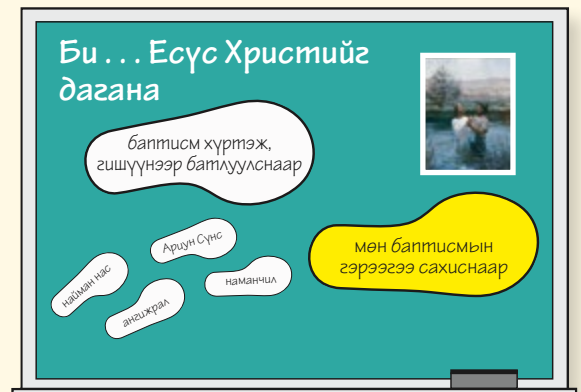 Би . . . Есүс Христийг
дагана
баптисм хүртэж,
гишүүнээр батлуулснаар
Ариун Сүнс
найман нас
наманчил
ангижрал
мөн баптисмын
гэрээгээ сахиснаар